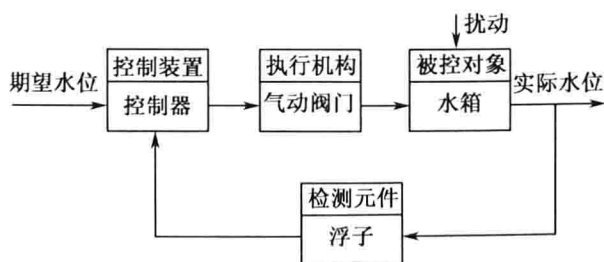 扰动
控制装置
执行机构
被控对象
期望水位
控制器
气动阀门
水箱
实际水位
检测元件
浮子